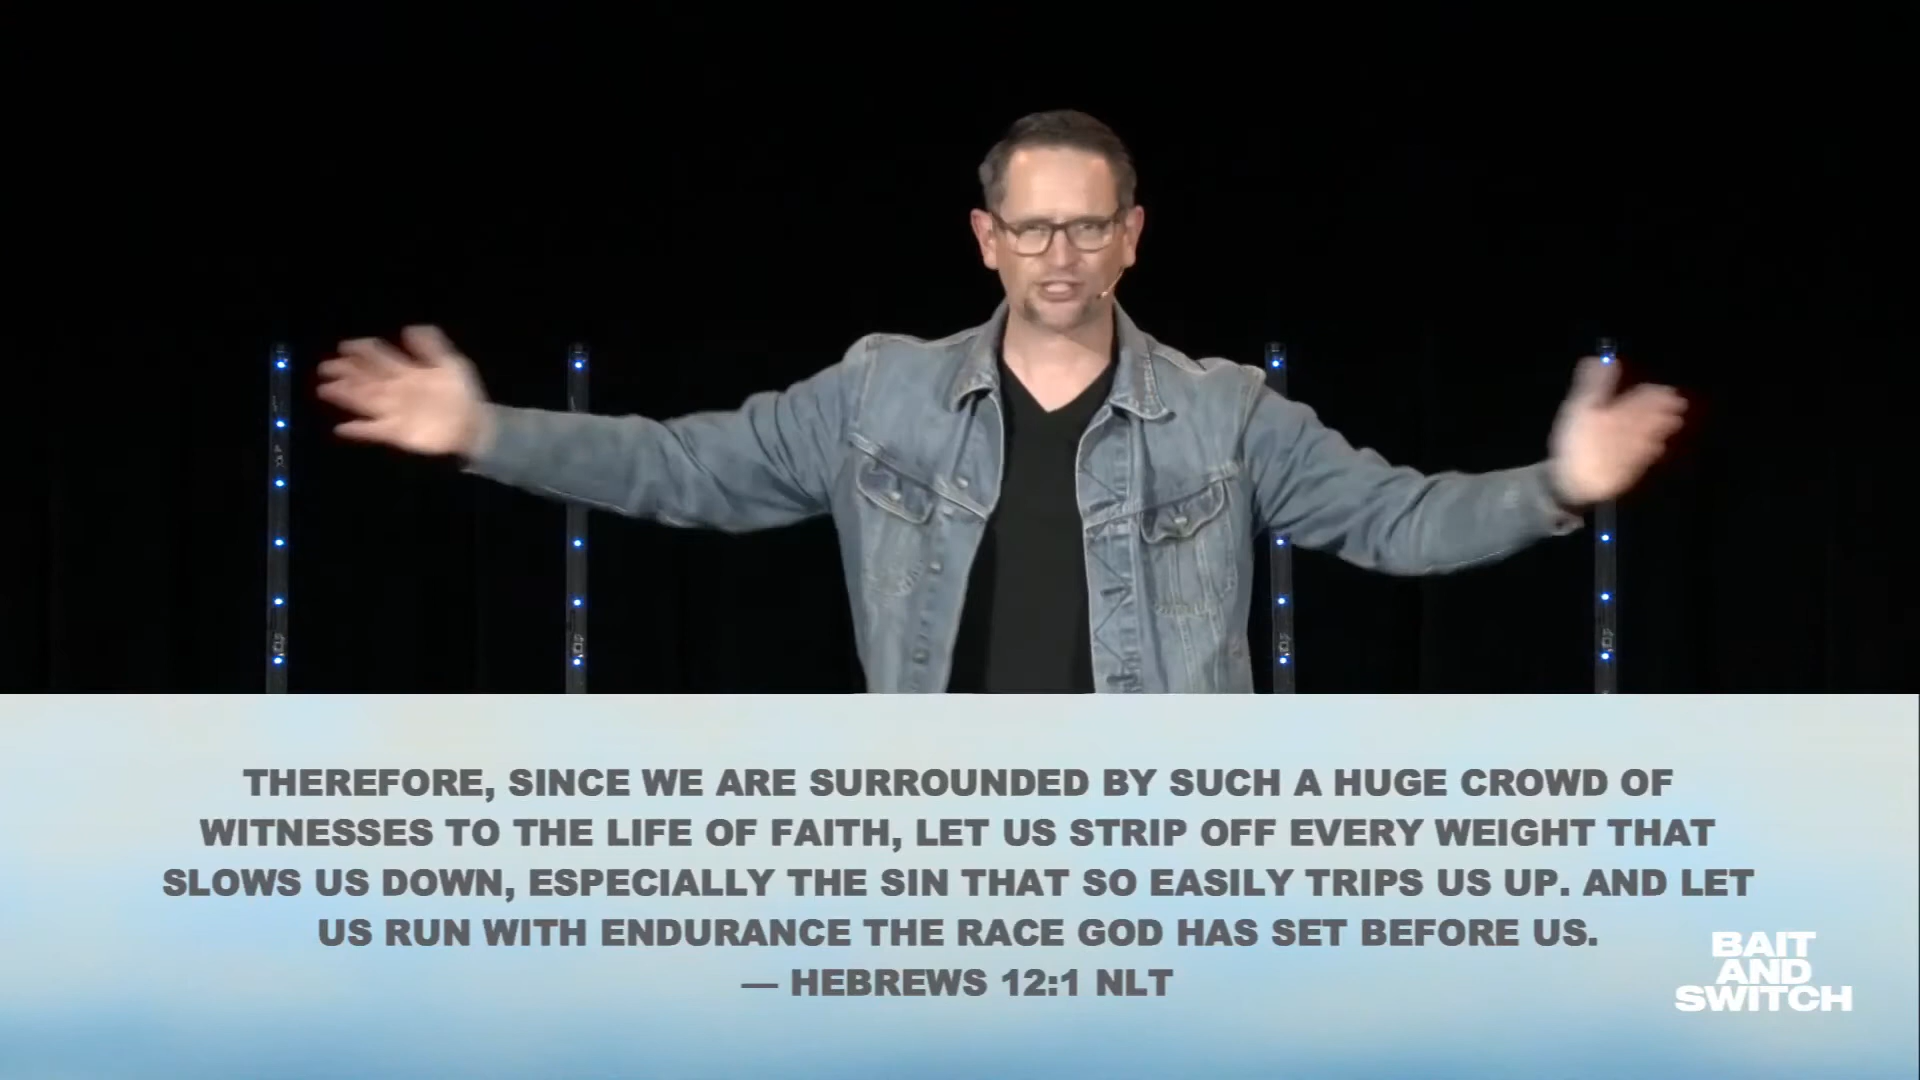 THEREFORE, SINCE WE ARE SURROUNDED BY SUCH A HUGE CROWD OF
WITNESSES TO THE LIFE OF FAITH, LET US STRIP OFF EVERY WEIGHT THAT
SLOWS US DOWN, ESPECIALLY THE SIN THAT SO EASILY TRIPS US UP. AND LET
US RUN WITH ENDURANCE THE RACE GOD HAS SET BEFORE US.
— HEBREWS 12:1 NLT
BAIT
AND
SWITCH